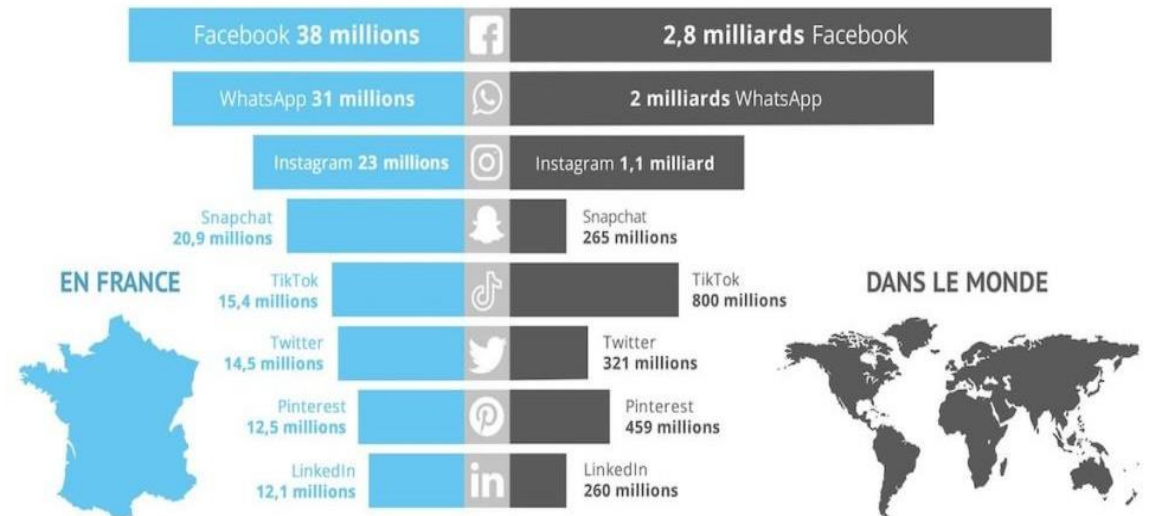 Facebook 38 millions
2,8 milliards Facebook
WhatsApp 31 millions
2 milliards WhatsApp
Instagram 23 millions
Instagram 1,1 milliard
Snapchat
20,9 millions
Snapchat
265 millions
EN FRANCE
TikTok
15,4 millions
TikTok
800 millions
DANS LE MONDE
Twitter
14,5 millions
Twitter
321 millions
Pinterest
12,5 millions
Pinterest
459 millions
LinkedIn
12,1 millions
in
LinkedIn
260 millions